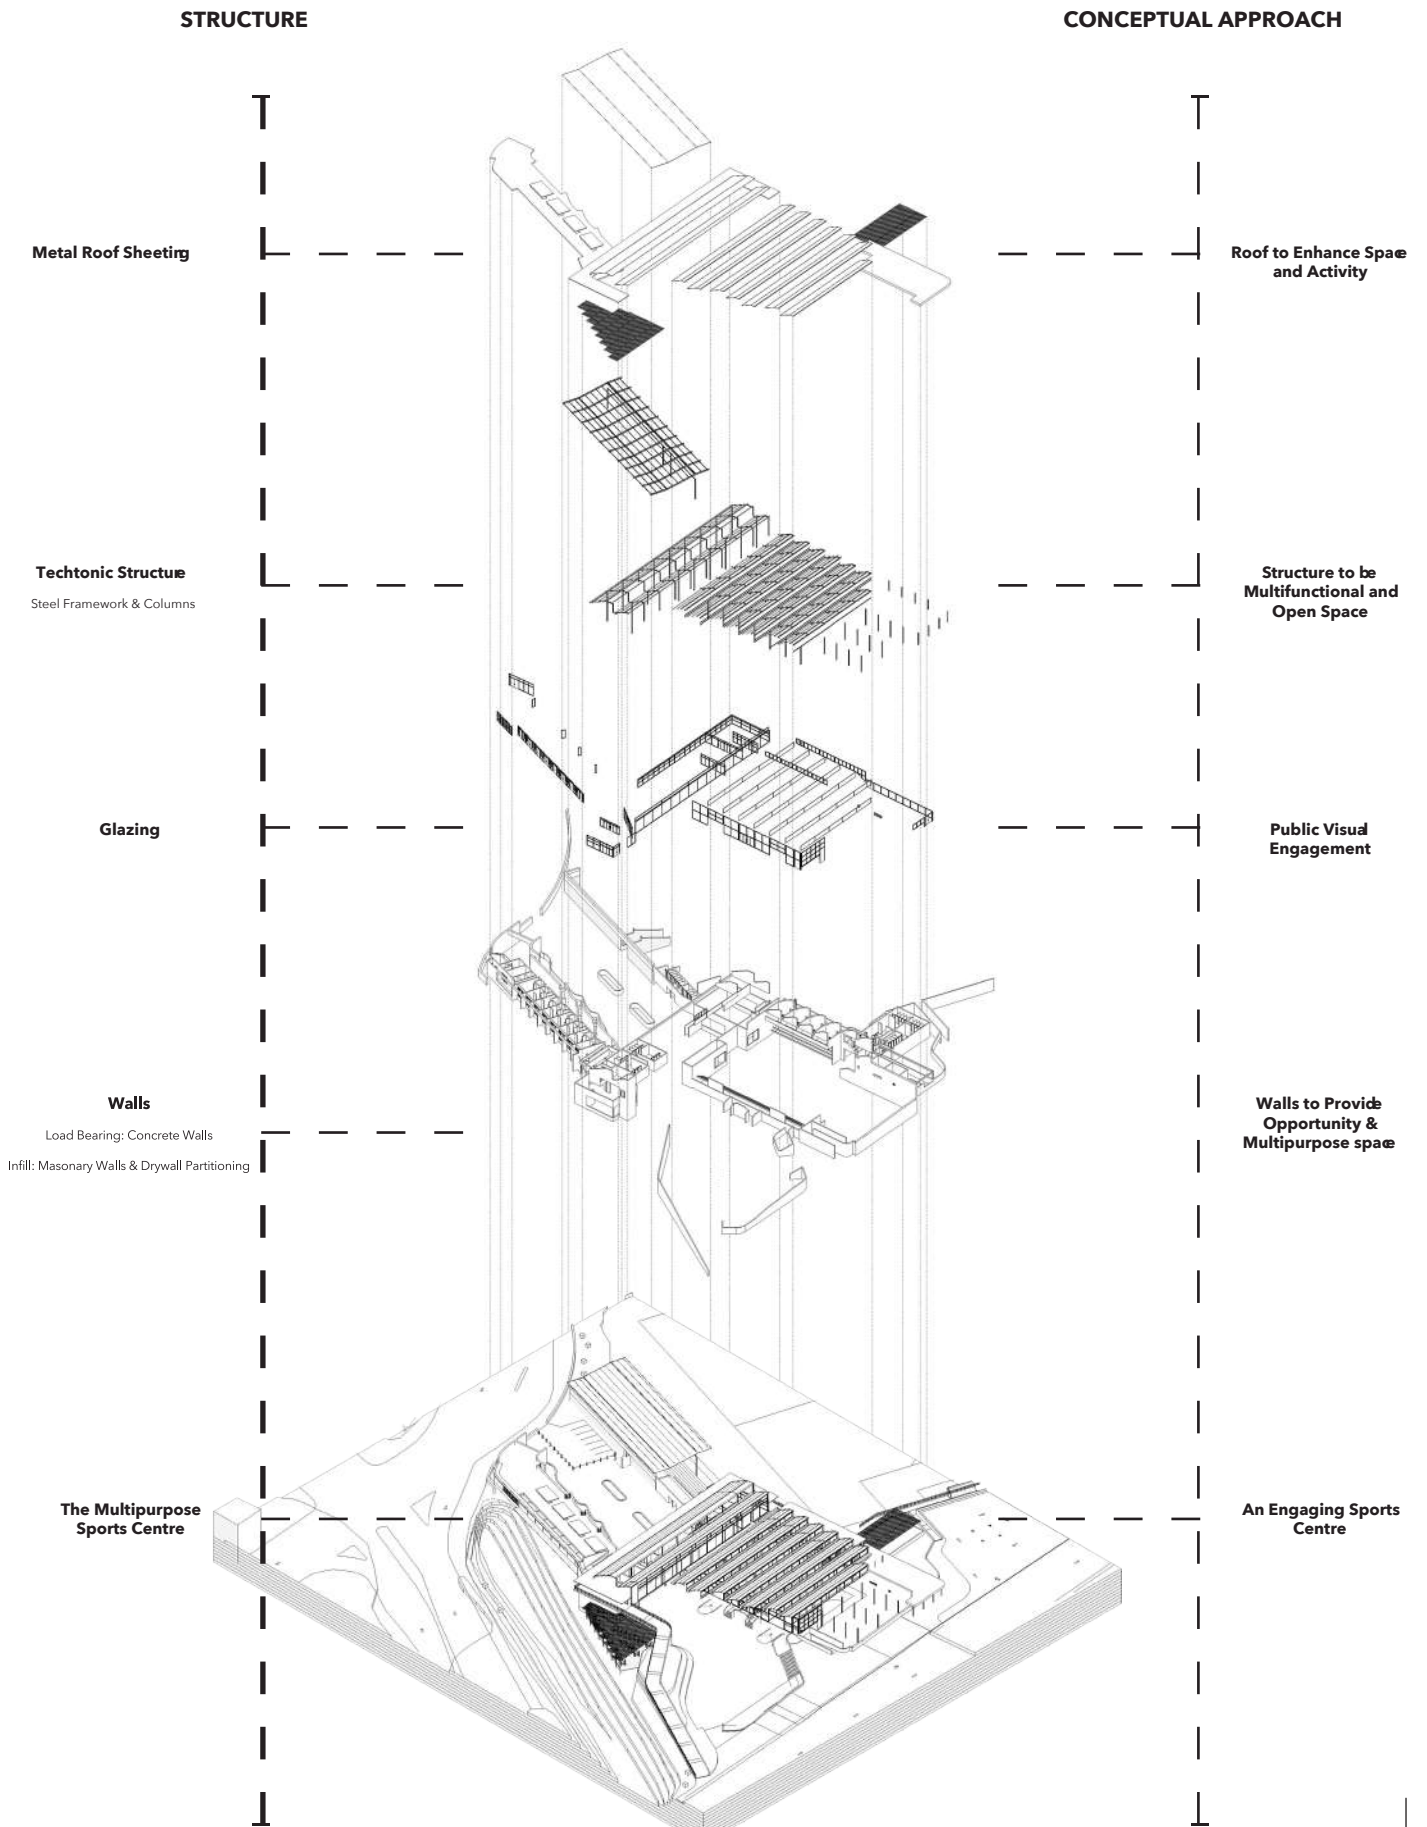 STRUCTURE
CONCEPTUAL APPROACH
Metal Roof Sheeting
Roof to Enhance Space
and Activity
Techtonic Structure
Steel Framework & Columns
Structure to be
Multifunctional and
Open Space
Glazing
Public Visual
Engagement
Walls
Load Bearing: Concrete Walls
Infill: Masonary Walls & Drywall Partitioning
Walls to Provide
Opportunity &
Multipurpose space
The Multipurpose
Sports Centre
An Engaging Sports
Centre